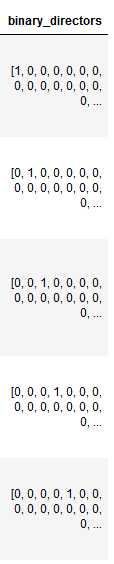 binary_directors
[1, 0, 0, 0, 0, 0, 0,
0, 0, 0, 0, 0, 0, 0,
0, ...
[0, 1, 0, 0, 0, 0, 0,
0, 0, 0, 0, 0, 0, 0,
0, ...
[0, 0, 1, 0, 0, 0, 0,
0, 0, 0, 0, 0, 0, 0,
0, ...
[0, 0, 0, 1, 0, 0, 0,
0, 0, 0, 0, 0, 0, 0,
0, ...
[0, 0, 0, 0, 1, 0, 0,
0, 0, 0, 0, 0, 0, 0,
0, ...